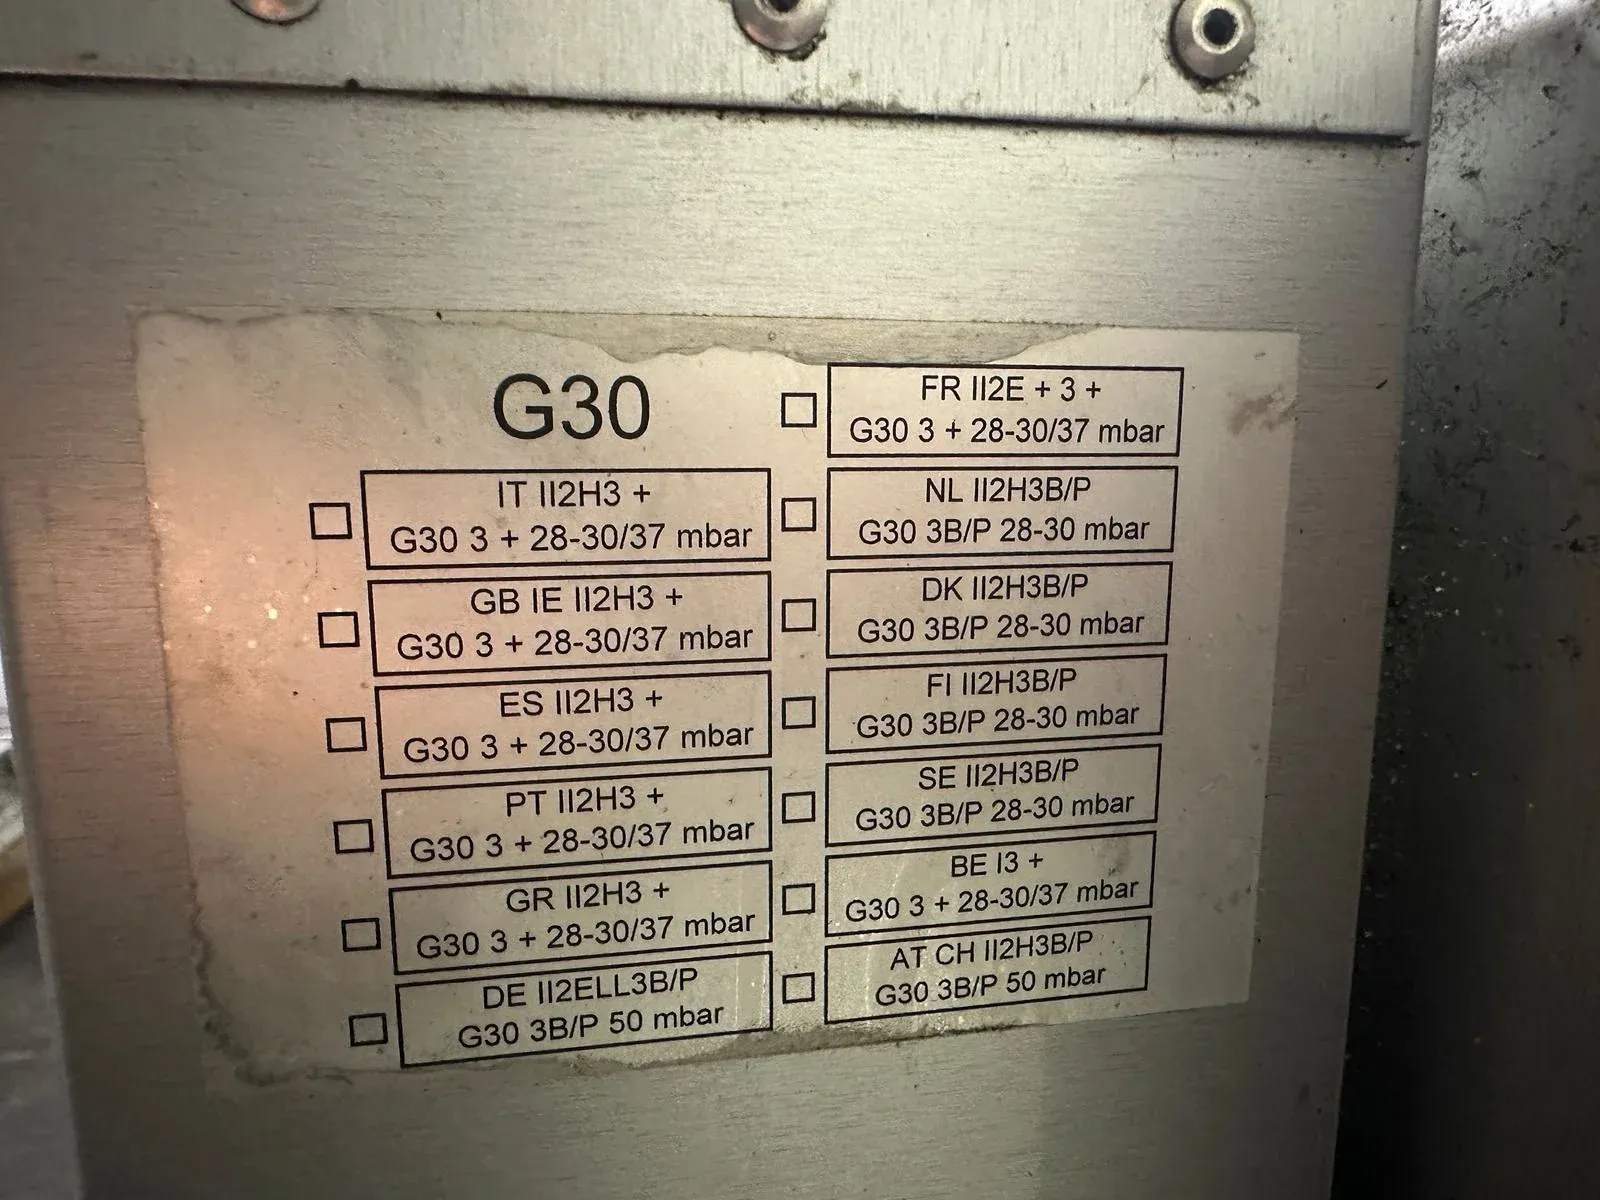 G30
IT II2H3 +
G30 3 + 28-30/37 mbar
GB IE II2H3 +
G30 3 + 28-30/37 mbar
ES II2H3 +
G30 3 + 28-30/37 mbar
PT II2H3 +
G30 3 + 28-30/37 mbar
GR II2H3 +
G30 3 + 28-30/37 mbar
DE II2ELL3B/P
G30 3B/P 50 mbar
FR II2E + 3 +
G30 3 + 28-30/37 mbar
NL II2H3B/P
G30 3B/P 28-30 mbar
DK II2H3B/P
G30 3B/P 28-30 mbar
FI II2H3B/P
G30 3B/P 28-30 mbar
SE II2H3B/P
G30 3B/P 28-30 mbar
BE I3 +
G30 3 + 28-30/37 mbar
AT CH II2H3B/P
G30 3B/P 50 mbar